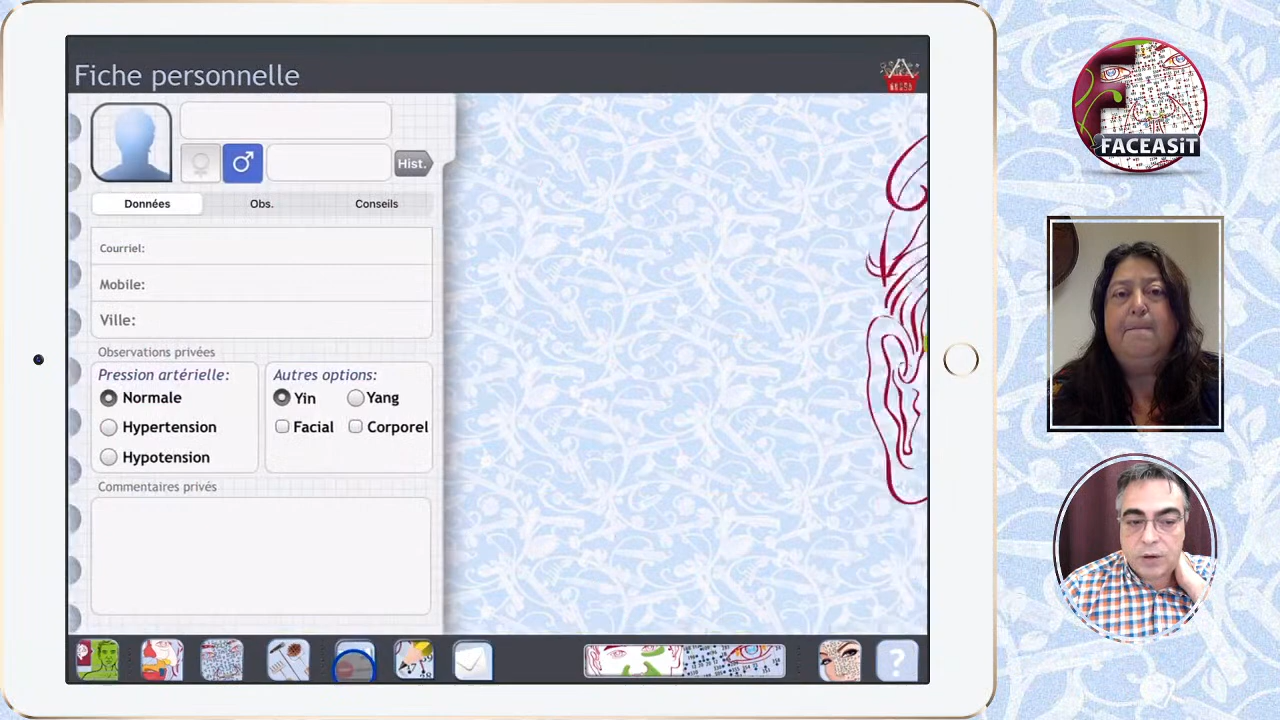 Fiche personnelle
Hist.
Données Obs. Conseils
Courriel:
Mobile:
Ville:
Observations privées
Pression artérielle: Autres options:
Normale Yin Yang
Hypertension Facial Corporel
Hypotension
Commentaires privés
?
FACEASiT